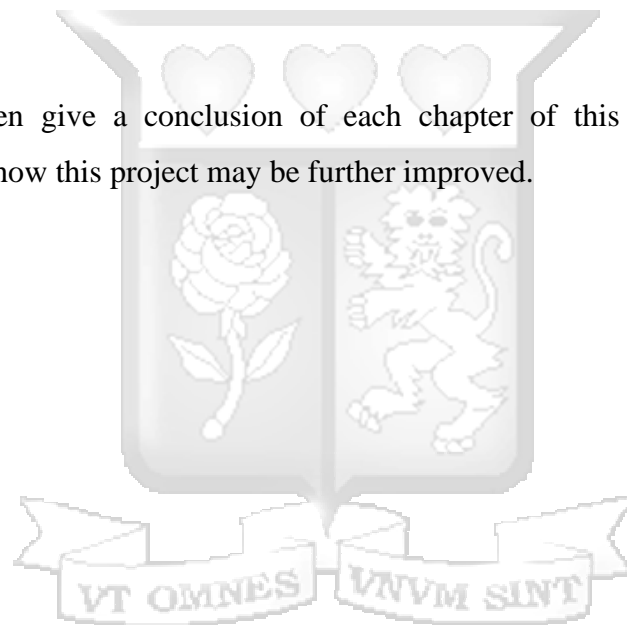 en give a conclusion of each chapter of this
how this project may be further improved.
VT OMNES VNVM SINT